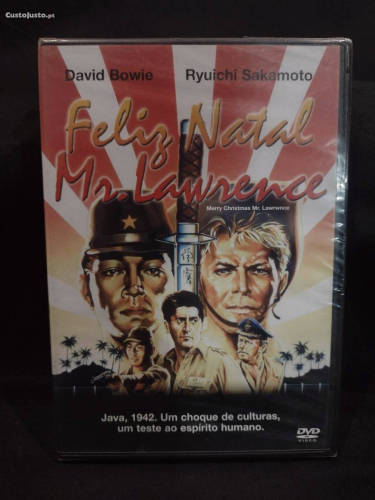 CustoJusto.pt
David Bowie Ryuichi Sakamoto
Feliz Natal
Mr. Lawrence
Merry Christmas Mr. Lawrwnce
Java, 1942. Um choque de culturas,
um teste ao espírito humano.
DVD
VIDEO